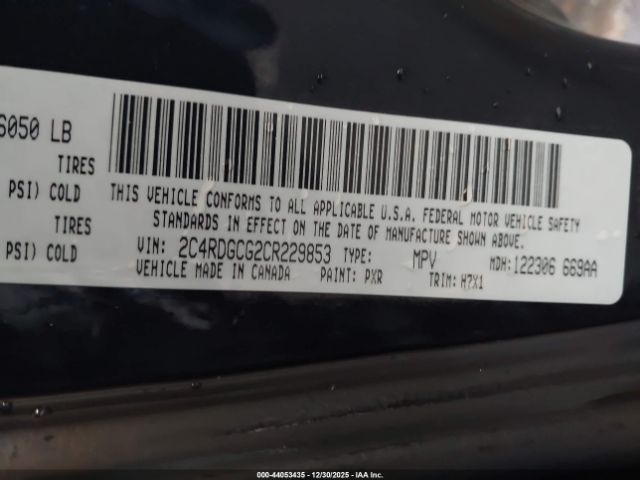 6050 LB
TIRES
PSI) COLD
TIRES
PSI) COLD
THIS VEHICLE CONFORMS TO ALL APPLICABLE U.S.A. FEDERAL MOTOR VEHICLE SAFETY
STANDARDS IN EFFECT ON THE DATE OF MANUFACTURE SHOWN ABOVE.
VIN: 2C4RDGCG2CR229853 TYPE: MPV MDH: 122306 669AA
VEHICLE MADE IN CANADA PAINT: PXR TRIM: H7X1
000-44053435 - 12/30/2025 - IAA Inc.